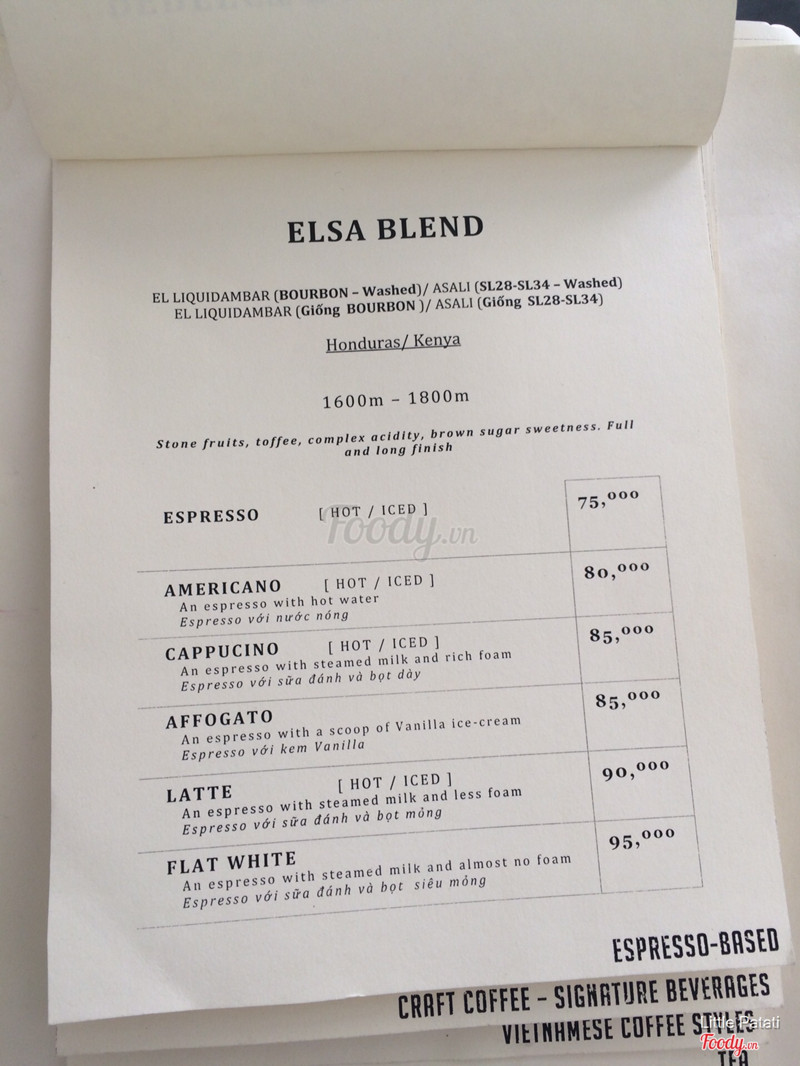 ELSA BLEND
EL LIQUIDAMBAR (BOURBON – Washed)/ ASALI (SL28-SL34 – Washed)
EL LIQUIDAMBAR (Giống BOURBON )/ ASALI (Giống SL28-SL34)
Honduras/ Kenya
1600m – 1800m
Stone fruits, toffee, complex acidity, brown sugar sweetness. Full
and long finish
ESPRESSO [ HOT / ICED ] 75,000
Foody.vn
AMERICANO [ HOT / ICED ] 80,000
An espresso with hot water
Espresso với nước nóng
CAPPUCINO [ HOT / ICED ] 85,000
An espresso with steamed milk and rich foam
Espresso với sữa đánh và bọt dày
AFFOGATO 85,000
An espresso with a scoop of Vanilla ice-cream
Espresso với kem Vanilla
LATTE [ HOT / ICED ] 90,000
An espresso with steamed milk and less foam
Espresso với sữa đánh và bọt mỏng
FLAT WHITE 95,000
An espresso with steamed milk and almost no foam
Espresso với sữa đánh và bọt siêu mỏng
ESPRESSO-BASED
CRAFT COFFEE – SIGNATURE BEVERAGES
VIETNAMESE COFFEE STYLES
Little Patati
Foody.vn
TEA